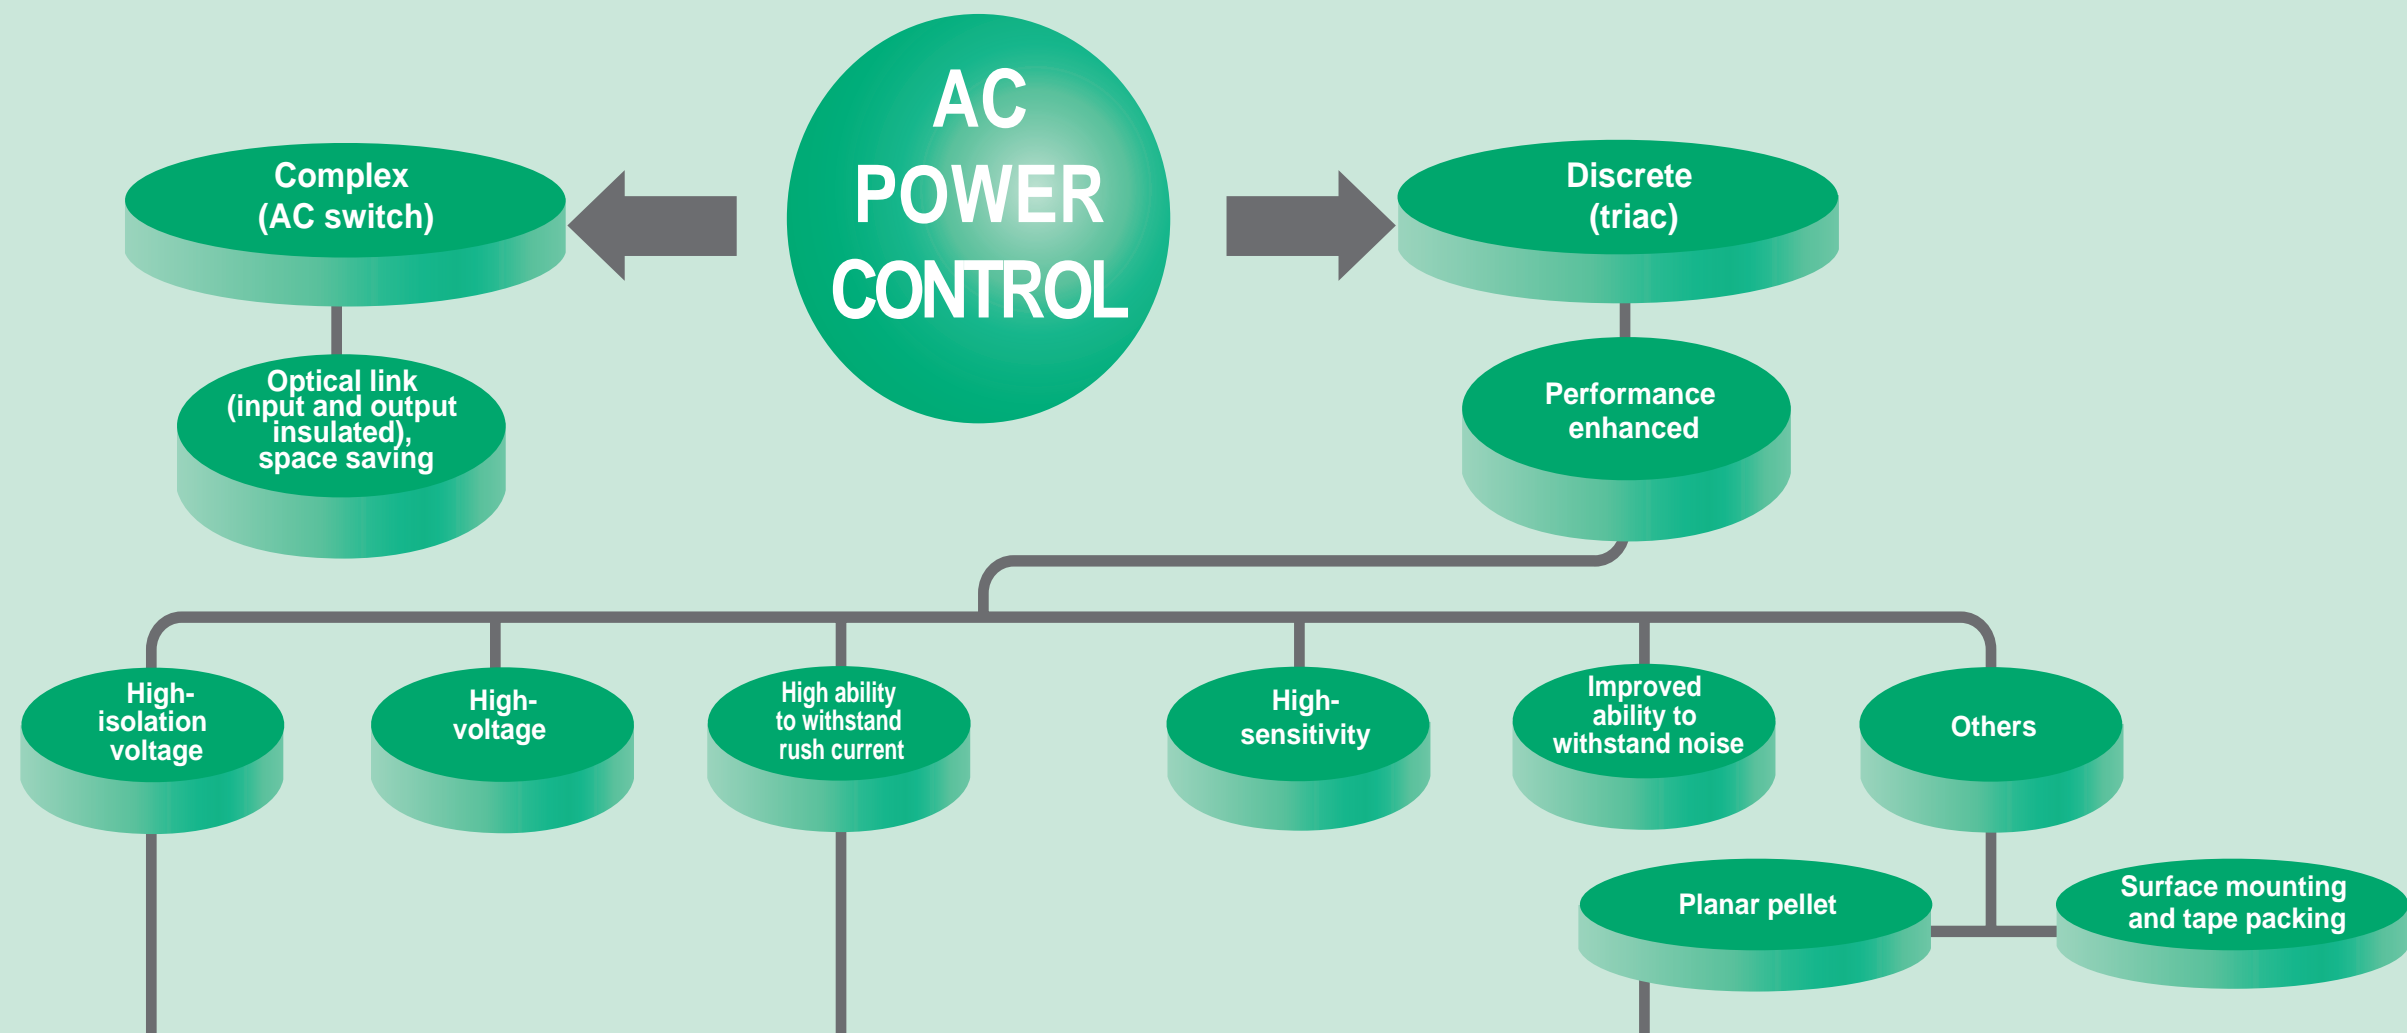 AC
POWER
CONTROL
Complex
(AC switch)
Discrete
(triac)
Optical link
(input and output
insulated),
space saving
Performance
enhanced
High-
isolation
voltage
High-
voltage
High ability
to withstand
rush current
High-
sensitivity
Improved
ability to
withstand noise
Others
Planar pellet
Surface mounting
and tape packing